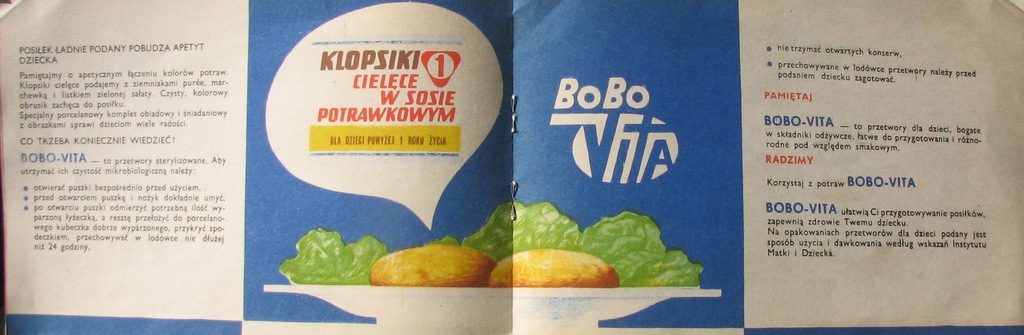 POSIŁEK ŁADNIE PODANY POBUDZA APETYT
DZIECKA
Pamiętajmy o apetycznym łączeniu kolorów potraw.
Klopsiki cielęce podajemy z ziemniakami purée, mar-
chewką i listkiem zielonej sałaty. Czysty, kolorowy
obrusik zachęca do posiłku.
Specjalny porcelanowy komplet obiadowy i śniadaniowy
z obrazkami sprawi dzieciom wiele radości.
CO TRZEBA KONIECZNIE WIEDZIEĆ!
BOBO-VITA — to przetwory sterylizowane. Aby
utrzymać ich czystość mikrobiologiczną należy:
• otwierać puszki bezpośrednio przed użyciem,
• przed otwarciem puszkę i nożyk dokładnie umyć,
• po otwarciu puszki odmierzyć potrzebną ilość wy-
parzoną łyżeczką, a resztę przełożyć do porcelano-
wego kubeczka dobrze wyparzonego, przykryć spo-
deczkiem, przechowywać w lodówce nie dłużej
niż 24 godziny,
KLOPSIKI 1
CIELĘCE
W SOSIE
POTRAWKOWYM
DLA DZIECI POWYŻEJ 1 ROKU ŻYCIA
BoBo
ViTA
• nie trzymać otwartych konserw,
• przechowywane w lodówce przetwory należy przed
podaniem dziecku zagotować.
PAMIĘTAJ
BOBO-VITA — to przetwory dla dzieci, bogate
w składniki odżywcze, łatwe do przygotowania i różno-
rodne pod względem smakowym.
RADZIMY
Korzystaj z potraw BOBO-VITA
BOBO-VITA ułatwią Ci przygotowywanie posiłków,
zapewnią zdrowie Twemu dziecku.
Na opakowaniach przetworów dla dzieci podany jest
sposób użycia i dawkowania według wskazań Instytutu
Matki i Dziecka.